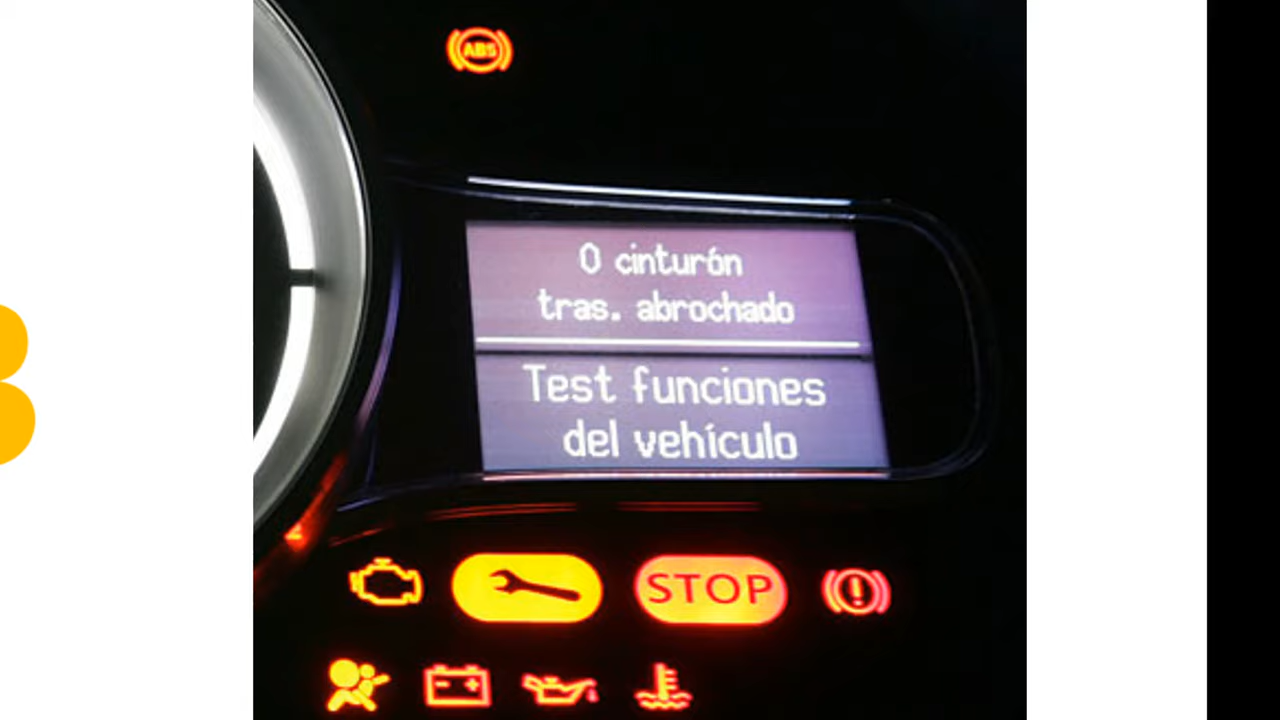 ABS
0 cinturón
tras. abrochado
Test funciones
del vehículo
STOP